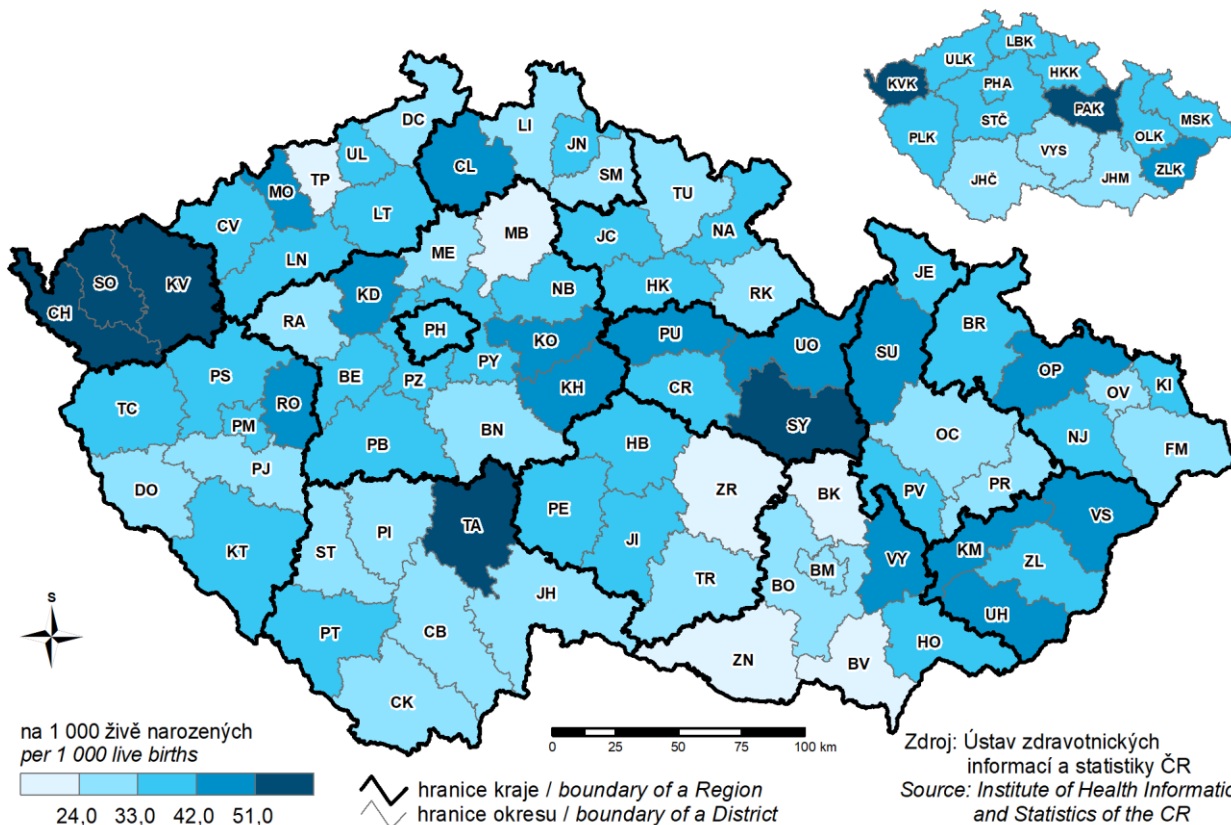 LBK
ULK
HKK
KVK
PHA
PAK
STČ
MSK
OLK
PLK
VYS
ZLK
JHČ
JHM
DC
LI
UL
JN
CL
TP
MO
SM
TU
LT
CV
MB
JC
NA
ME
LN
JE
SO
KV
NB
HK
RK
KD
CH
BR
RA
PH
PU
UO
KO
SU
OP
PS
BE
PZ
PY
CR
OV
KI
TC
RO
KH
PM
SY
OC
NJ
PB
BN
HB
FM
PJ
DO
ZR
BK
PR
PV
VS
TA
PE
PI
JI
KT
ST
KM
VY
ZL
BM
TR
BO
JH
UH
PT
CB
HO
ZN
BV
CK
S
na 1 000 živě narozených
per 1 000 live births
24,0 33,0 42,0 51,0
0 25 50 75 100 km
hranice kraje / boundary of a Region
hranice okresu / boundary of a District
Zdroj: Ústav zdravotnických
informací a statistiky ČR
Source: Institute of Health Informatio
and Statistics of the CR